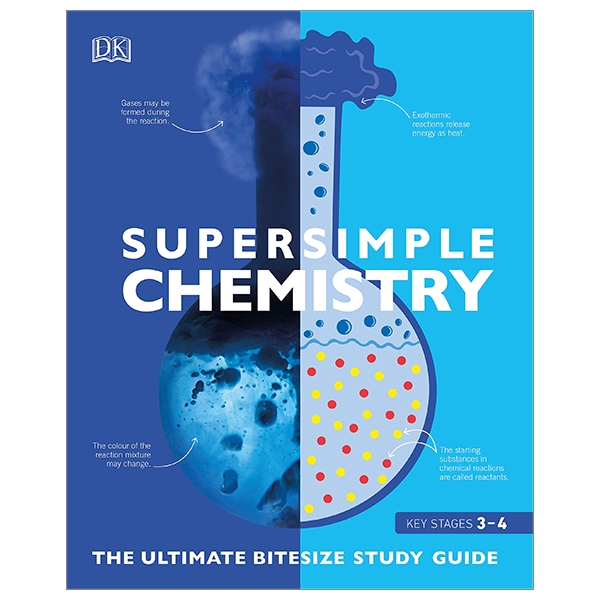 DK
Gases may be
formed during
the reaction.
Exothermic
reactions release
energy as heat.
SUPERSIMPLE
CHEMISTRY
The colour of the
reaction mixture
may change.
The starting
substances in
chemical reactions
are called reactants.
KEY STAGES 3–4
THE ULTIMATE BITESIZE STUDY GUIDE